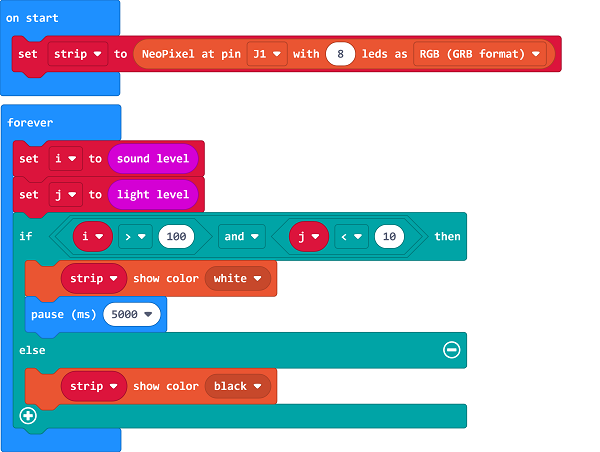 on start
set strip to NeoPixel at pin J1 with 8 leds as RGB (GRB format)
forever
set i to sound level
set j to light level
if i > 100 and j < 10 then
strip show color white
pause (ms) 5000
else
strip show color black